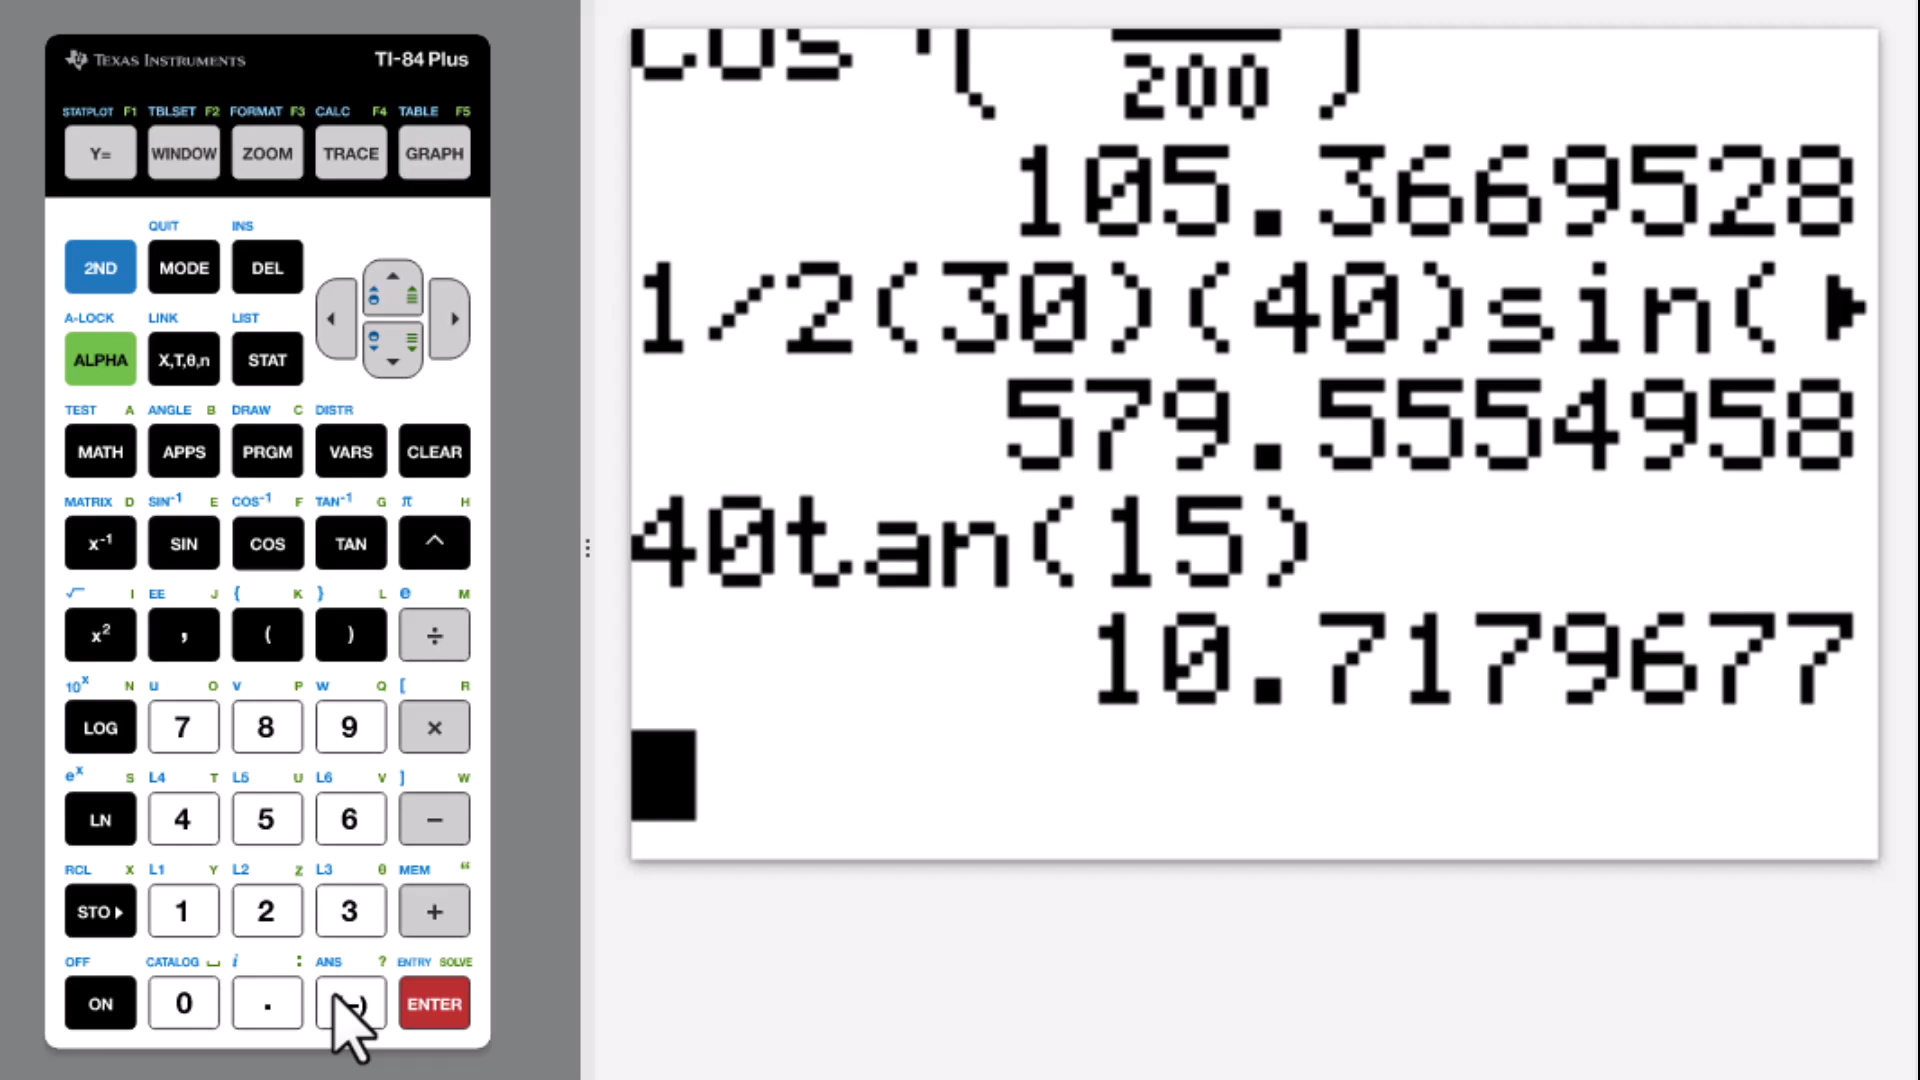 TEXAS INSTRUMENTS TI-84 Plus
STATPLOT F1 TBLSET F2 FORMAT F3 CALC F4 TABLE F5
Y= WINDOW ZOOM TRACE GRAPH
QUIT INS
2ND MODE DEL
A-LOCK LINK LIST
ALPHA X,T,θ,n STAT
TEST A ANGLE B DRAW C DISTR
MATH APPS PRGM VARS CLEAR
MATRIX D SIN⁻¹ E COS⁻¹ F TAN⁻¹ G π H
x⁻¹ SIN COS TAN ^
√ I EE J { K } L e M
x² , ( ) ÷
10ˣ N u O v P w Q [ R
LOG 7 8 9 ×
eˣ S L4 T L5 U L6 V ] W
LN 4 5 6 −
RCL X L1 Y L2 Z L3 θ MEM “
STO▸ 1 2 3 +
OFF CATALOG ⎵ i : ANS ? ENTRY SOLVE
ON 0 . ENTER
cos ( 200 )
105.3669528
1/2(30)(40)sin(
579.5554958
40tan(15)
10.7179677